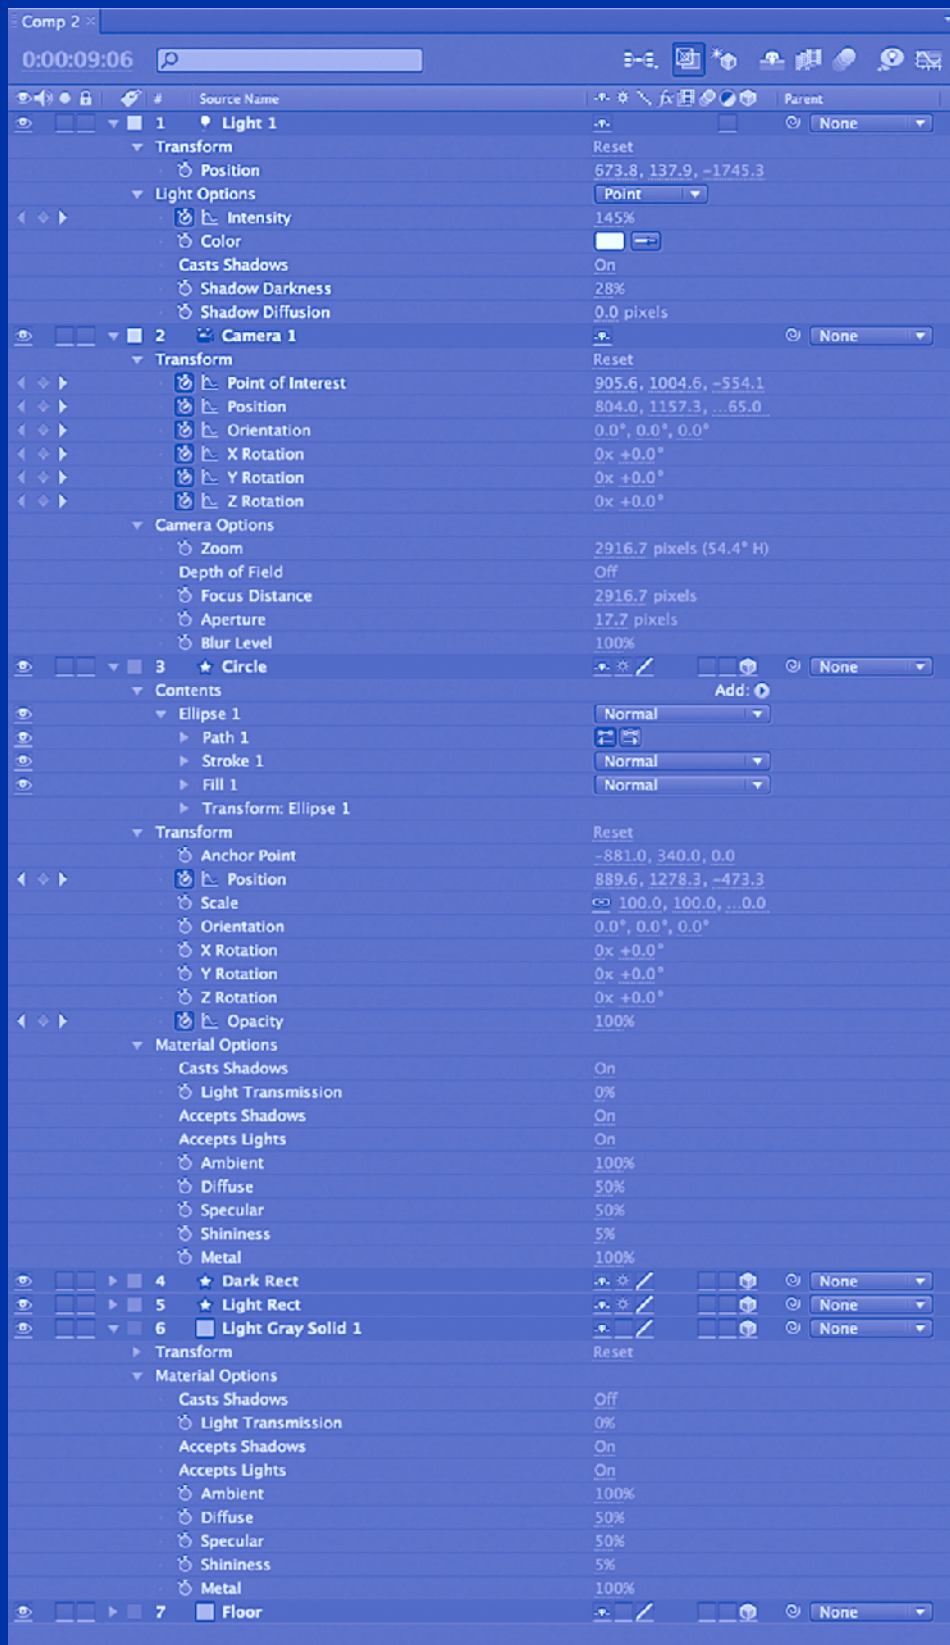 Comp 2 ×
0:00:09:06
# Source Name fx Parent
1 Light 1 None
Transform Reset
Position 673.8, 137.9, -1745.3
Light Options Point
Intensity 145%
Color
Casts Shadows On
Shadow Darkness 28%
Shadow Diffusion 0.0 pixels
2 Camera 1 None
Transform Reset
Point of Interest 905.6, 1004.6, -554.1
Position 804.0, 1157.3, ...65.0
Orientation 0.0°, 0.0°, 0.0°
X Rotation 0x +0.0°
Y Rotation 0x +0.0°
Z Rotation 0x +0.0°
Camera Options
Zoom 2916.7 pixels (54.4° H)
Depth of Field Off
Focus Distance 2916.7 pixels
Aperture 17.7 pixels
Blur Level 100%
3 Circle None
Contents Add:
Ellipse 1 Normal
Path 1
Stroke 1 Normal
Fill 1 Normal
Transform: Ellipse 1
Transform Reset
Anchor Point -881.0, 340.0, 0.0
Position 889.6, 1278.3, -473.3
Scale 100.0, 100.0, ...0.0
Orientation 0.0°, 0.0°, 0.0°
X Rotation 0x +0.0°
Y Rotation 0x +0.0°
Z Rotation 0x +0.0°
Opacity 100%
Material Options
Casts Shadows On
Light Transmission 0%
Accepts Shadows On
Accepts Lights On
Ambient 100%
Diffuse 50%
Specular 50%
Shininess 5%
Metal 100%
4 Dark Rect None
5 Light Rect None
6 Light Gray Solid 1 None
Transform Reset
Material Options
Casts Shadows Off
Light Transmission 0%
Accepts Shadows On
Accepts Lights On
Ambient 100%
Diffuse 50%
Specular 50%
Shininess 5%
Metal 100%
7 Floor None